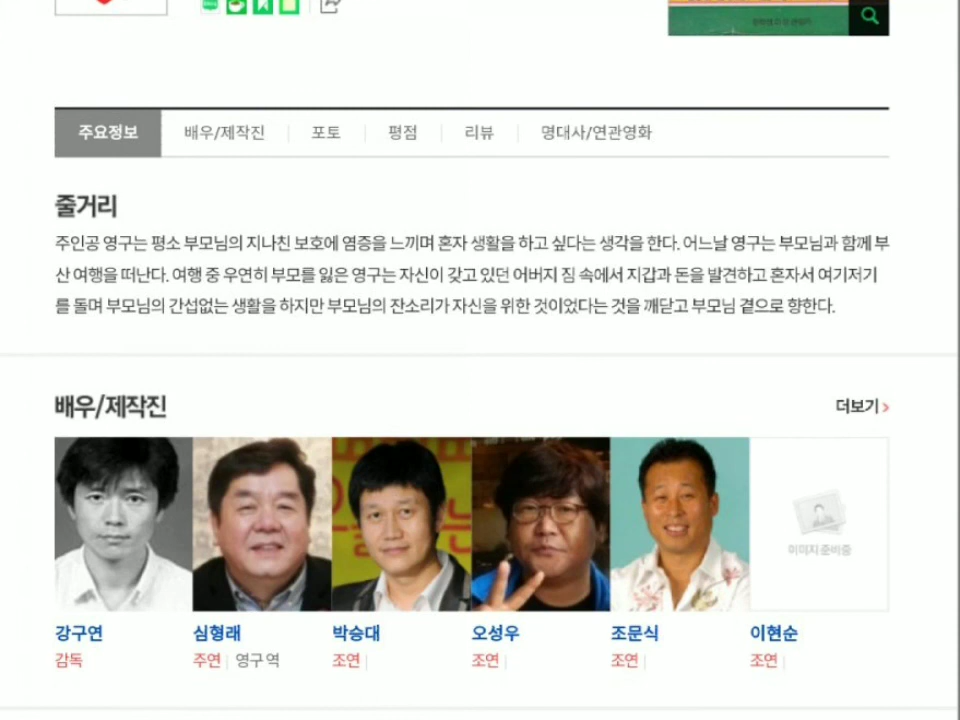 주요정보
배우/제작진
포토
평점
리뷰
명대사/연관영화
줄거리
주인공 영구는 평소 부모님의 지나친 보호에 염증을 느끼며 혼자 생활을 하고 싶다는 생각을 한다. 어느날 영구는 부모님과 함께 부
산 여행을 떠난다. 여행 중 우연히 부모를 잃은 영구는 자신이 갖고 있던 아버지 짐 속에서 지갑과 돈을 발견하고 혼자서 여기저기
를 돌며 부모님의 간섭없는 생활을 하지만 부모님의 잔소리가 자신을 위한 것이었다는 것을 깨닫고 부모님 곁으로 향한다.
배우/제작진
더보기 >
이미지 준비중
강구연
심형래
박승대
오성우
조문식
이현순
감독
주연 | 영구 역
조연 |
조연 |
조연 |
조연 |